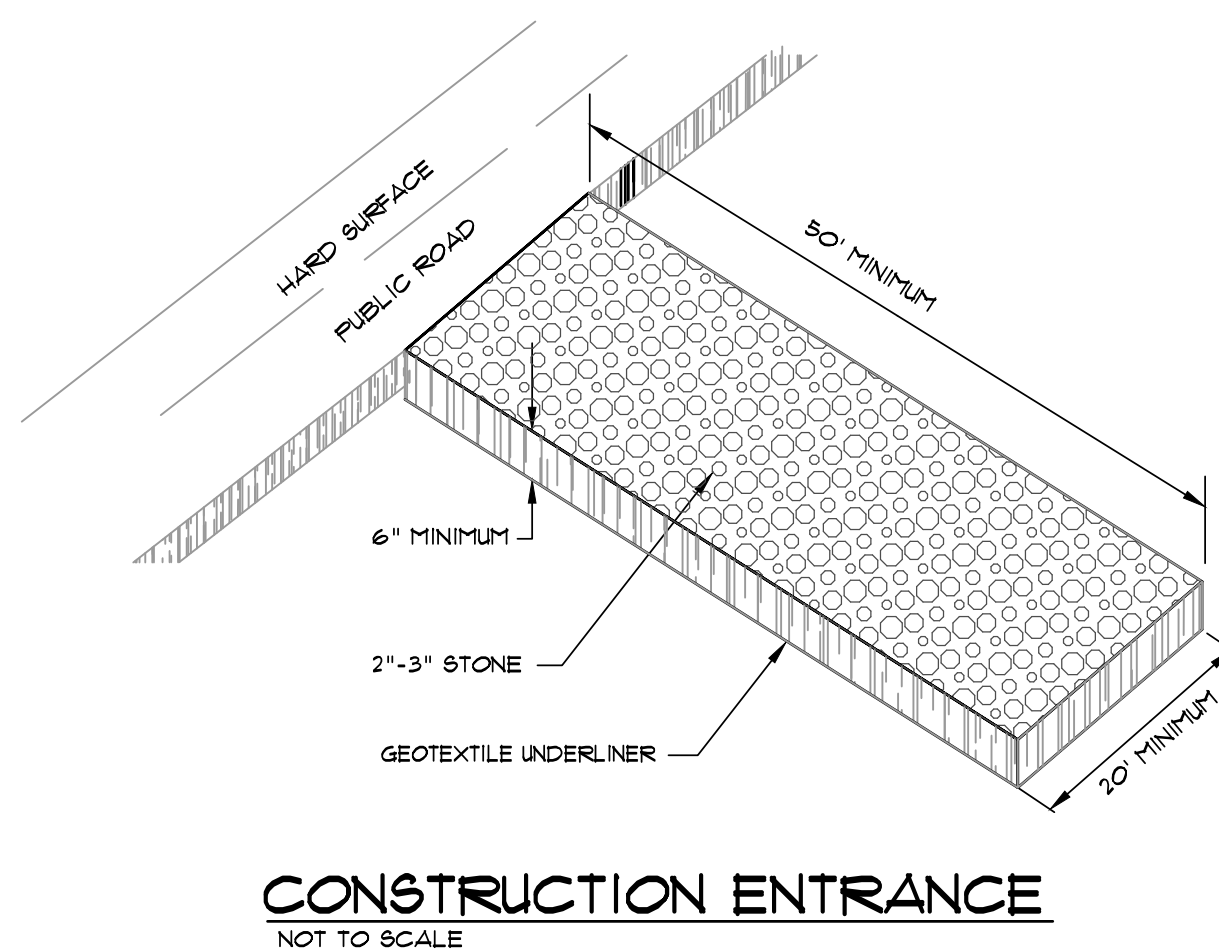 HARD SURFACE
PUBLIC ROAD
50' MINIMUM
6" MINIMUM
2"-3" STONE
GEOTEXTILE UNDERLINER
20' MINIMUM
CONSTRUCTION ENTRANCE
NOT TO SCALE